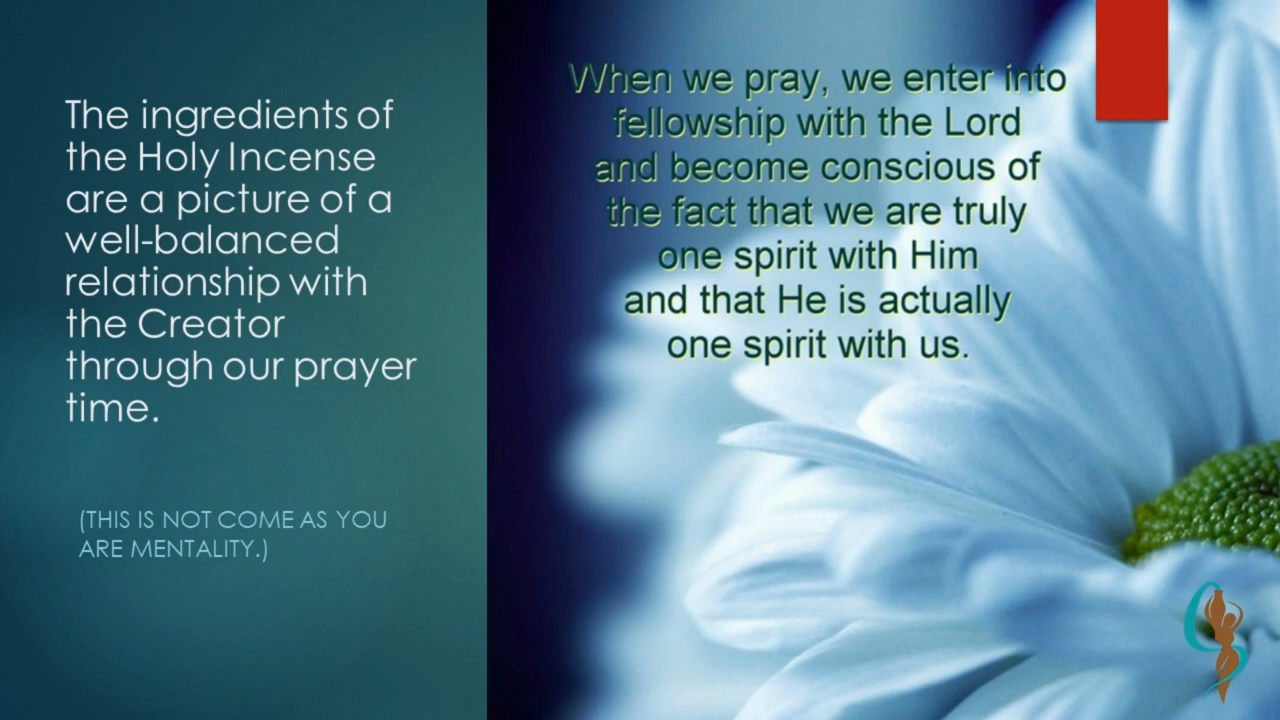 The ingredients of
the Holy Incense
are a picture of a
well-balanced
relationship with
the Creator
through our prayer
time.
(THIS IS NOT COME AS YOU
ARE MENTALITY.)
When we pray, we enter into
fellowship with the Lord
and become conscious of
the fact that we are truly
one spirit with Him
and that He is actually
one spirit with us.